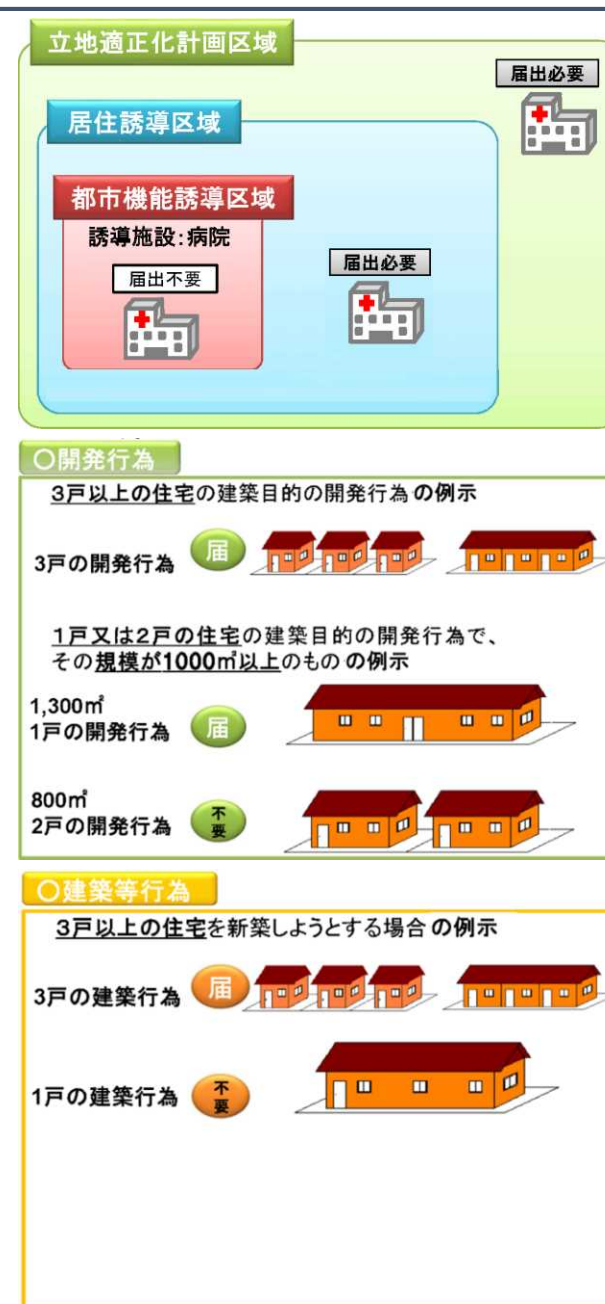 立地適正化計画区域
届出必要
居住誘導区域
都市機能誘導区域
誘導施設:病院
届出不要
届出必要
○開発行為
3戸以上の住宅の建築目的の開発行為の例示
3戸の開発行為
届
1戸又は2戸の住宅の建築目的の開発行為で、
その規模が1000㎡以上のものの例示
1,300㎡
1戸の開発行為
届
800㎡
2戸の開発行為
不要
○建築等行為
3戸以上の住宅を新築しようとする場合の例示
3戸の建築行為
届
1戸の建築行為
不要